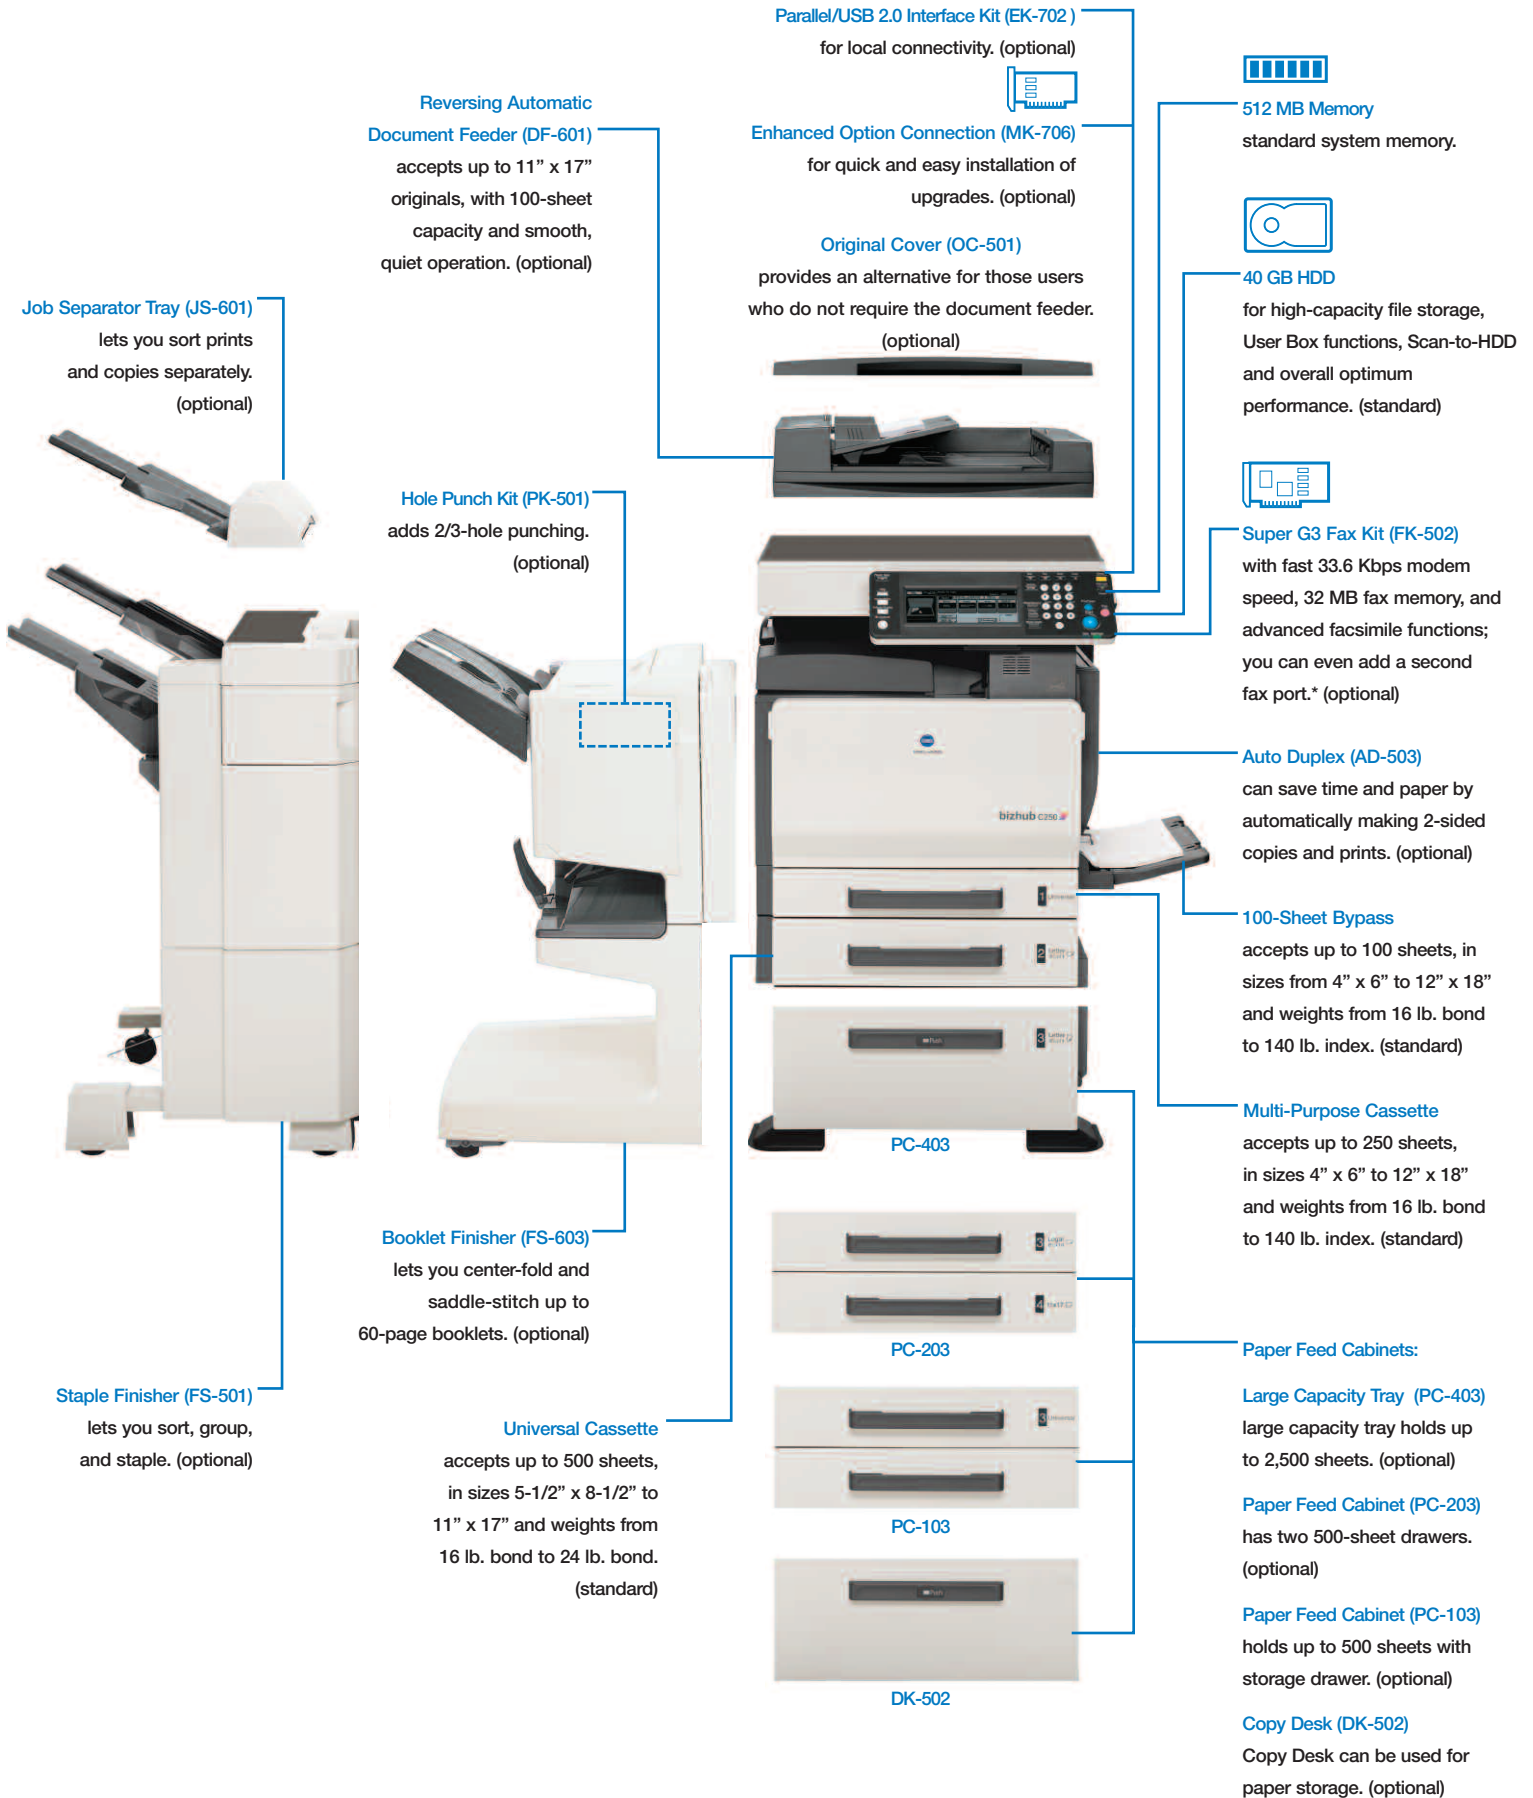 Parallel/USB 2.0 Interface Kit (EK-702 )
for local connectivity. (optional)
Enhanced Option Connection (MK-706)
for quick and easy installation of
upgrades. (optional)
Original Cover (OC-501)
provides an alternative for those users
who do not require the document feeder.
(optional)
Reversing Automatic
Document Feeder (DF-601)
accepts up to 11” x 17”
originals, with 100-sheet
capacity and smooth,
quiet operation. (optional)
Job Separator Tray (JS-601)
lets you sort prints
and copies separately.
(optional)
Hole Punch Kit (PK-501)
adds 2/3-hole punching.
(optional)
512 MB Memory
standard system memory.
40 GB HDD
for high-capacity file storage,
User Box functions, Scan-to-HDD
and overall optimum
performance. (standard)
Super G3 Fax Kit (FK-502)
with fast 33.6 Kbps modem
speed, 32 MB fax memory, and
advanced facsimile functions;
you can even add a second
fax port.* (optional)
Auto Duplex (AD-503)
can save time and paper by
automatically making 2-sided
copies and prints. (optional)
100-Sheet Bypass
accepts up to 100 sheets, in
sizes from 4” x 6” to 12” x 18”
and weights from 16 lb. bond
to 140 lb. index. (standard)
Multi-Purpose Cassette
accepts up to 250 sheets,
in sizes 4” x 6” to 12” x 18”
and weights from 16 lb. bond
to 140 lb. index. (standard)
bizhub C250
1 Universal
2 Letter
3 Letter
Push
PC-403
3 Legal
4 11x17
PC-203
3 Universal
PC-103
Push
DK-502
Booklet Finisher (FS-603)
lets you center-fold and
saddle-stitch up to
60-page booklets. (optional)
Staple Finisher (FS-501)
lets you sort, group,
and staple. (optional)
Universal Cassette
accepts up to 500 sheets,
in sizes 5-1/2” x 8-1/2” to
11” x 17” and weights from
16 lb. bond to 24 lb. bond.
(standard)
Paper Feed Cabinets:
Large Capacity Tray (PC-403)
large capacity tray holds up
to 2,500 sheets. (optional)
Paper Feed Cabinet (PC-203)
has two 500-sheet drawers.
(optional)
Paper Feed Cabinet (PC-103)
holds up to 500 sheets with
storage drawer. (optional)
Copy Desk (DK-502)
Copy Desk can be used for
paper storage. (optional)